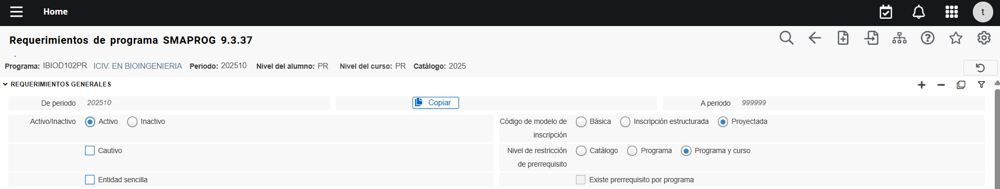 Home
t
Requerimientos de programa SMAPROG 9.3.37
Programa: IBIOD102PR ICIV. EN BIOINGENIERIA Periodo: 202510 Nivel del alumno: PR Nivel del curso: PR Catálogo: 2025
REQUERIMIENTOS GENERALES
De periodo 202510 Copiar A periodo 999999
Activo/Inactivo Activo Inactivo
Código de modelo de inscripción Básica Inscripción estructurada Proyectada
Cautivo
Nivel de restricción de prerrequisito Catálogo Programa Programa y curso
Entidad sencilla
Existe prerrequisito por programa